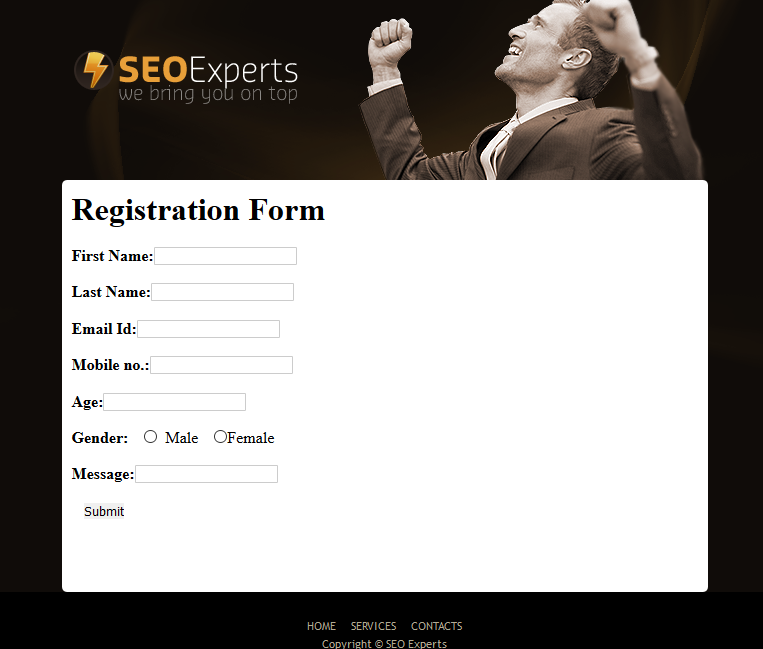 SEOExperts
we bring you on top
Registration Form
First Name:
Last Name:
Email Id:
Mobile no.:
Age:
Gender: Male Female
Message:
Submit
HOME SERVICES CONTACTS
Copyright © SEO Experts